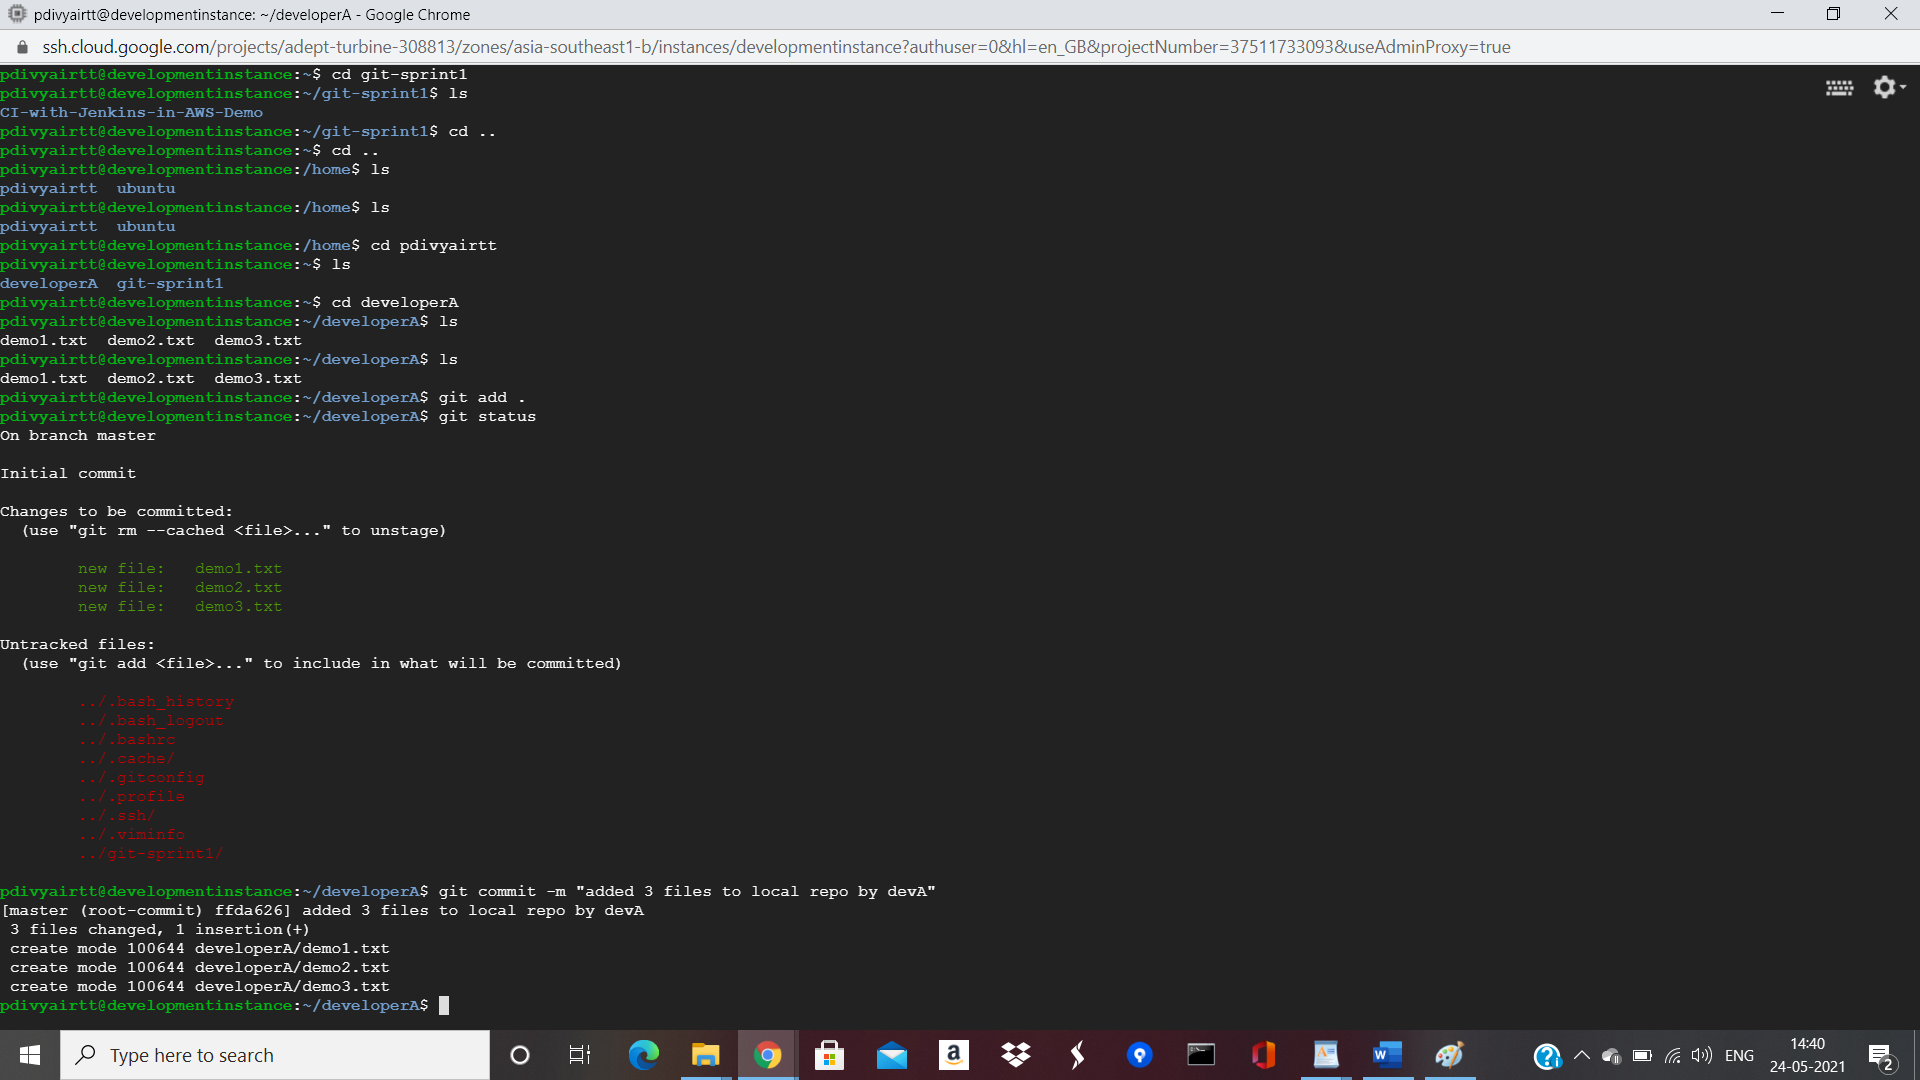 pdivyairtt@developmentinstance: ~/developerA - Google Chrome
ssh.cloud.google.com/projects/adept-turbine-308813/zones/asia-southeast1-b/instances/developmentinstance?authuser=0&hl=en_GB&projectNumber=37511733093&useAdminProxy=true
pdivyairtt@developmentinstance:~$ cd git-sprint1
pdivyairtt@developmentinstance:~/git-sprint1$ ls
CI-with-Jenkins-in-AWS-Demo
pdivyairtt@developmentinstance:~/git-sprint1$ cd ..
pdivyairtt@developmentinstance:~$ cd ..
pdivyairtt@developmentinstance:/home$ ls
pdivyairtt  ubuntu
pdivyairtt@developmentinstance:/home$ ls
pdivyairtt  ubuntu
pdivyairtt@developmentinstance:/home$ cd pdivyairtt
pdivyairtt@developmentinstance:~$ ls
developerA  git-sprint1
pdivyairtt@developmentinstance:~$ cd developerA
pdivyairtt@developmentinstance:~/developerA$ ls
demo1.txt  demo2.txt  demo3.txt
pdivyairtt@developmentinstance:~/developerA$ ls
demo1.txt  demo2.txt  demo3.txt
pdivyairtt@developmentinstance:~/developerA$ git add .
pdivyairtt@developmentinstance:~/developerA$ git status
On branch master
Initial commit
Changes to be committed:
  (use "git rm --cached <file>..." to unstage)
        new file:   demo1.txt
        new file:   demo2.txt
        new file:   demo3.txt
Untracked files:
  (use "git add <file>..." to include in what will be committed)
        ../.bash_history
        ../.bash_logout
        ../.bashrc
        ../.cache/
        ../.gitconfig
        ../.profile
        ../.ssh/
        ../.viminfo
        ../git-sprint1/
pdivyairtt@developmentinstance:~/developerA$ git commit -m "added 3 files to local repo by devA"
[master (root-commit) ffda626] added 3 files to local repo by devA
 3 files changed, 1 insertion(+)
 create mode 100644 developerA/demo1.txt
 create mode 100644 developerA/demo2.txt
 create mode 100644 developerA/demo3.txt
pdivyairtt@developmentinstance:~/developerA$
Type here to search
ENG
14:40
24-05-2021
2